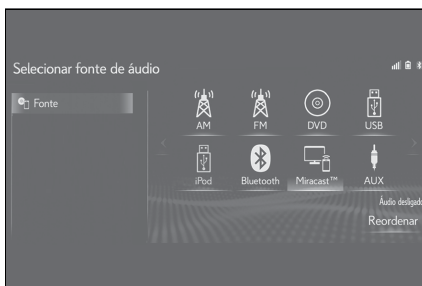 Selecionar fonte de áudio
Fonte
AM
FM
DVD
USB
iPod
Bluetooth
Miracast™
AUX
Áudio desligado
Reordenar